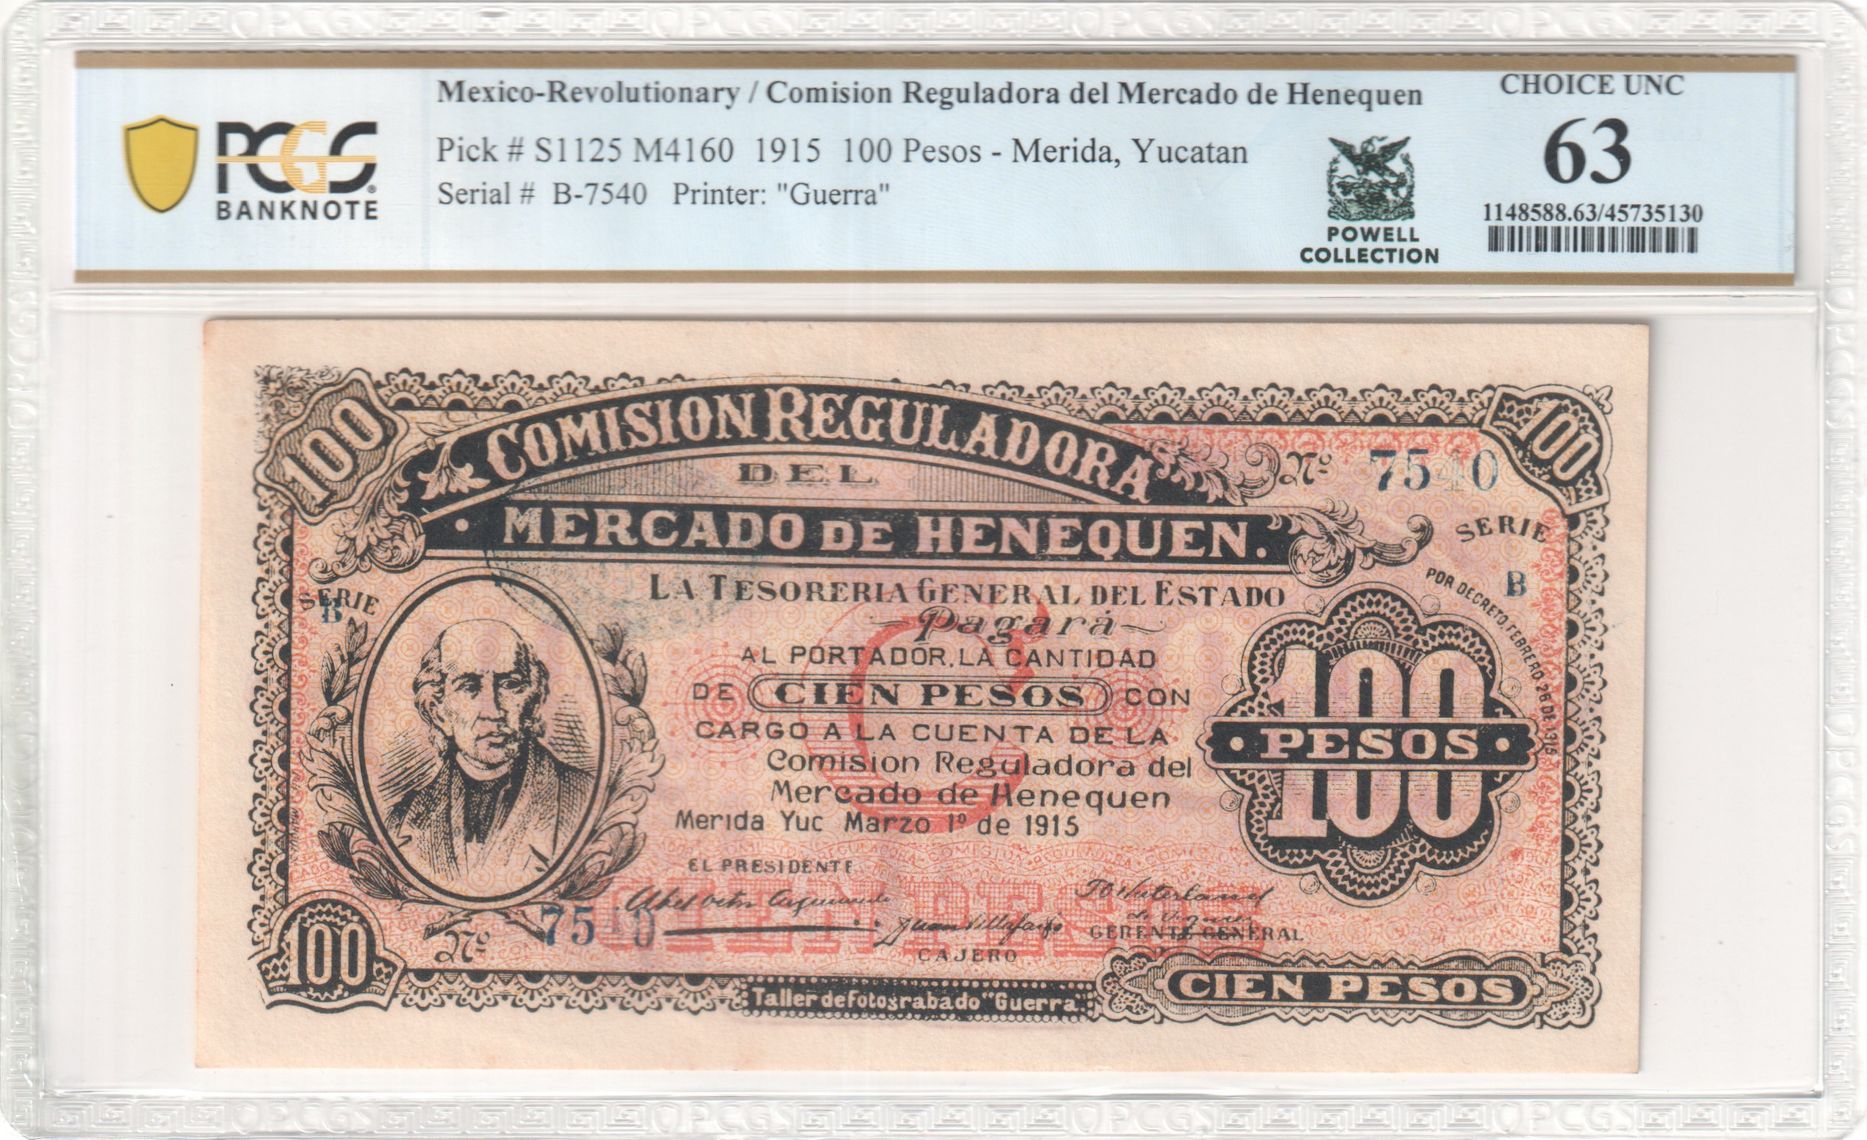 Mexico-Revolutionary / Comision Reguladora del Mercado de Henequen
Pick # S1125 M4160 1915 100 Pesos - Merida, Yucatan
Serial # B-7540 Printer: "Guerra"
PCGS
BANKNOTE
POWELL
COLLECTION
CHOICE UNC
63
1148588.63/45735130
100
100
COMISION REGULADORA
DEL
MERCADO DE HENEQUEN.
Nº 7540
SERIE
B
SERIE
B
POR DECRETO, FEBRERO, 26 DE 1915
LA TESORERIA GENERAL DEL ESTADO
Pagará
AL PORTADOR, LA CANTIDAD
DE CIEN PESOS CON
CARGO A LA CUENTA DE LA
Comision Reguladora del
Mercado de Henequen
Merida Yuc Marzo 1º de 1915
C
100
PESOS
EL PRESIDENTE
CIEN PESOS
Nº 7540
CAJERO
GERENTE GENERAL
100
CIEN PESOS
Taller de fotograbado "Guerra"